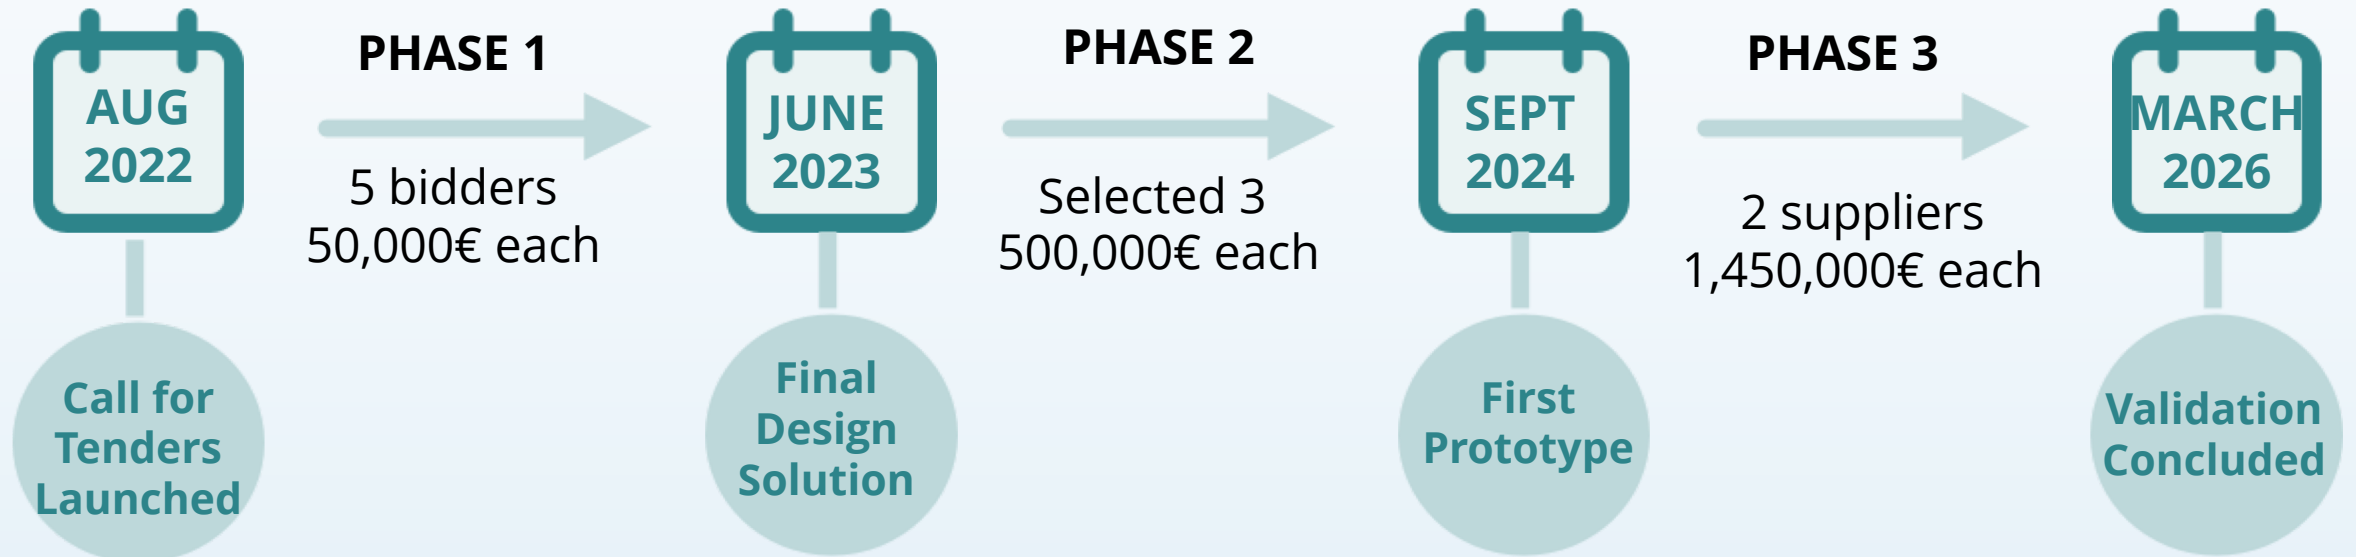 AUG
2022
Call for
Tenders
Launched
PHASE 1
5 bidders
50,000€ each
JUNE
2023
Final
Design
Solution
PHASE 2
Selected 3
500,000€ each
SEPT
2024
First
Prototype
PHASE 3
2 suppliers
1,450,000€ each
MARCH
2026
Validation
Concluded